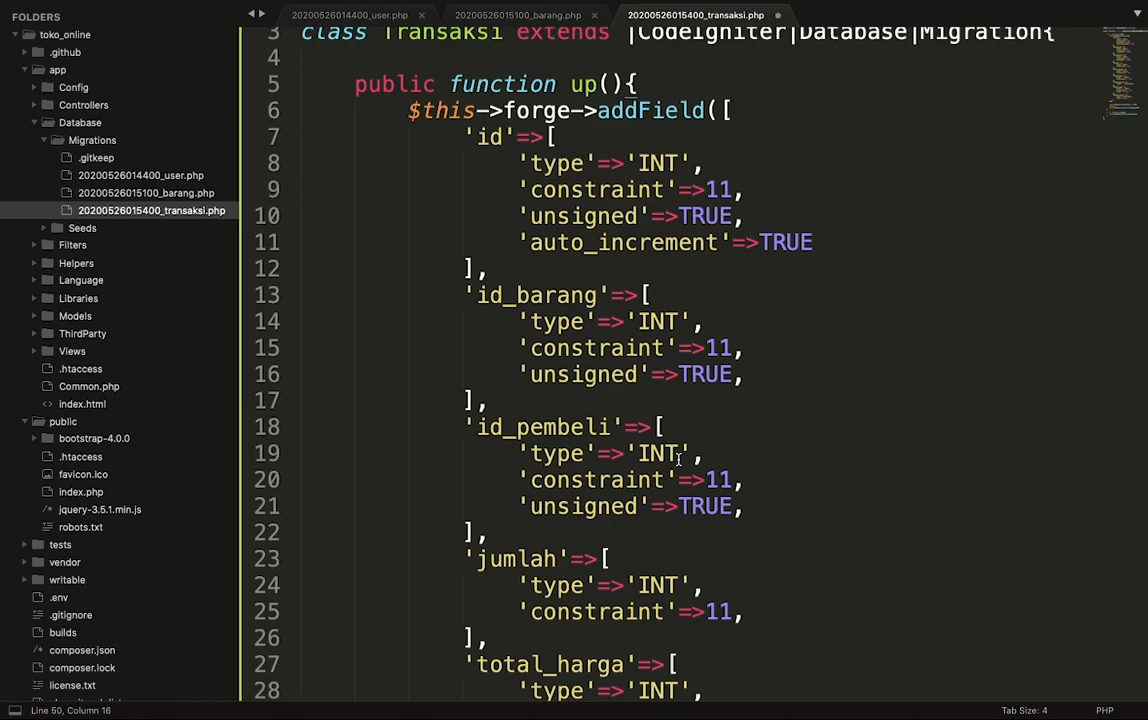 FOLDERS
toko_online
.github
app
Config
Controllers
Database
Migrations
.gitkeep
20200526014400_user.php
20200526015100_barang.php
20200526015400_transaksi.php
Seeds
Filters
Helpers
Language
Libraries
Models
ThirdParty
Views
.htaccess
Common.php
<> index.html
public
bootstrap-4.0.0
.htaccess
favicon.ico
index.php
/* jquery-3.5.1.min.js
robots.txt
tests
vendor
writable
.env
.gitignore
builds
composer.json
composer.lock
license.txt
20200526014400_user.php × 20200526015100_barang.php × 20200526015400_transaksi.php
3 class Transaksi extends \CodeIgniter\Database\Migration{
4
5 public function up(){
6 $this->forge->addField([
7 'id'=>[
8 'type'=>'INT',
9 'constraint'=>11,
10 'unsigned'=>TRUE,
11 'auto_increment'=>TRUE
12 ],
13 'id_barang'=>[
14 'type'=>'INT',
15 'constraint'=>11,
16 'unsigned'=>TRUE,
17 ],
18 'id_pembeli'=>[
19 'type'=>'INT',
20 'constraint'=>11,
21 'unsigned'=>TRUE,
22 ],
23 'jumlah'=>[
24 'type'=>'INT',
25 'constraint'=>11,
26 ],
27 'total_harga'=>[
28 'type'=>'INT',
Line 50, Column 16 Tab Size: 4 PHP